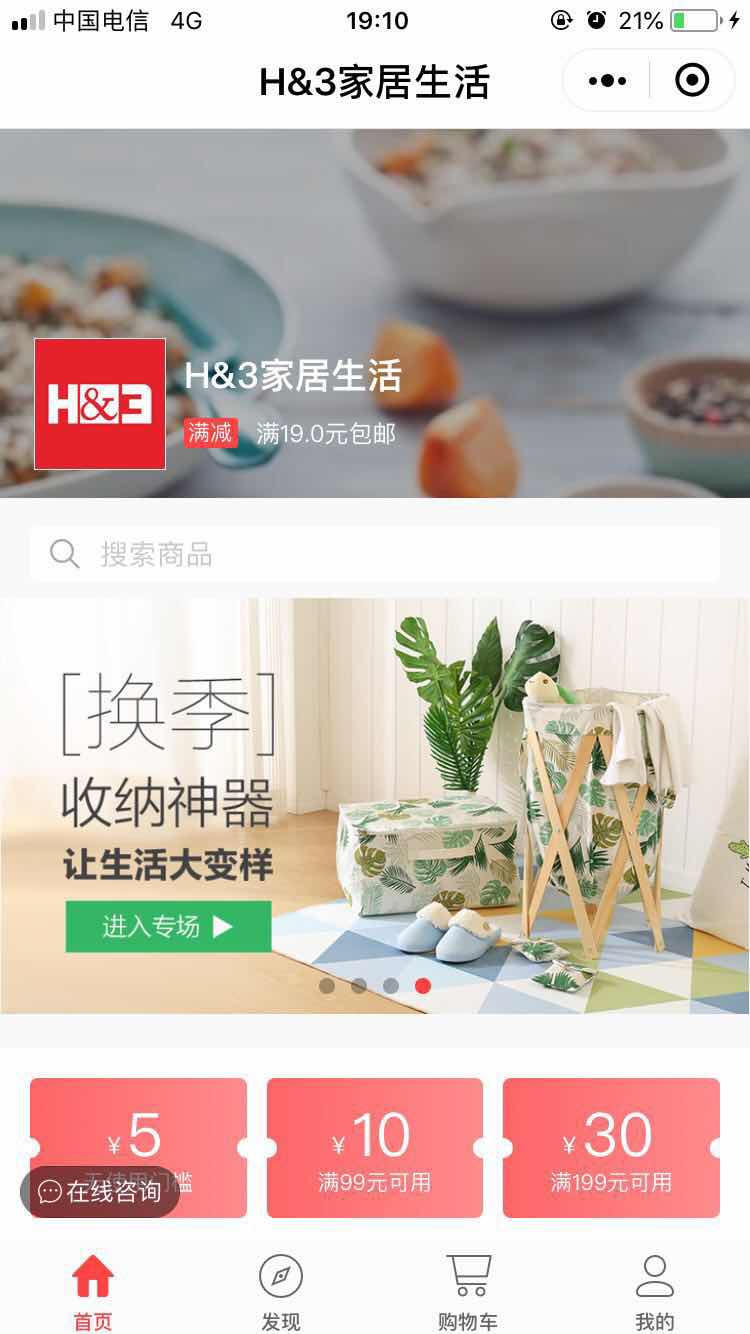 中国电信 4G 19:10 21%
H&3家居生活
H&3
H&3家居生活
满减 满19.0元包邮
搜索商品
[换季]
收纳神器
让生活大变样
进入专场
¥5 ¥10 ¥30
无使用门槛 满99元可用 满199元可用
在线咨询
首页 发现 购物车 我的